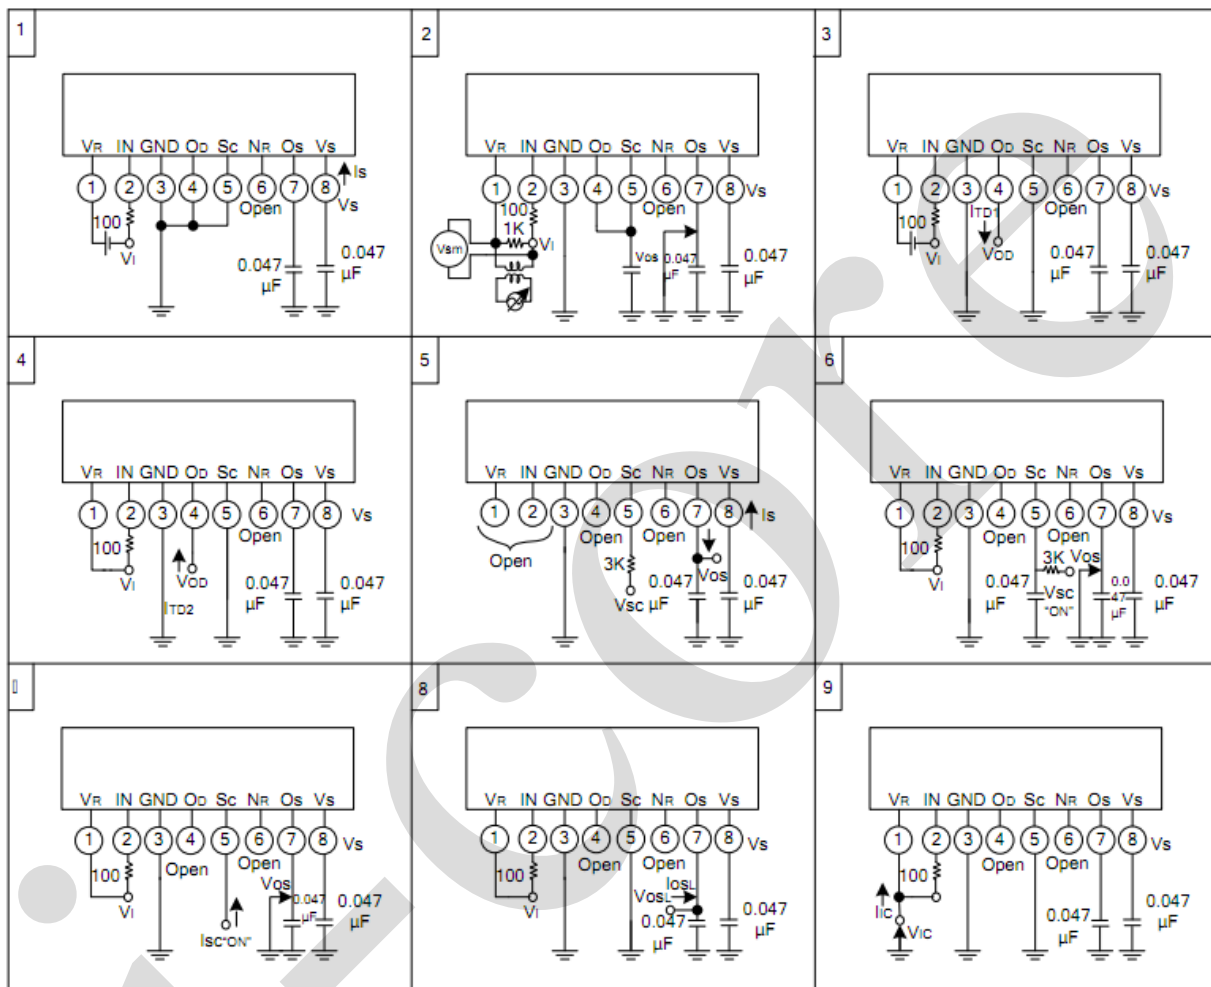 1
VR IN GND OD SC NR OS VS
1 2 3 4 5 6 7 8
IS
VS
100
Open
VI
0.047
µF
0.047
µF
2
VR IN GND OD SC NR OS VS
1 2 3 4 5 6 7 8
VS
100
Open
1K
VI
Vsm
VOS
0.047
µF
0.047
µF
3
VR IN GND OD SC NR OS VS
1 2 3 4 5 6 7 8
VS
100
ITD1
Open
VI
VOD
0.047
µF
0.047
µF
4
VR IN GND OD SC NR OS VS
1 2 3 4 5 6 7 8
VS
100
Open
VI
VOD
ITD2
0.047
µF
0.047
µF
5
VR IN GND OD SC NR OS VS
1 2 3 4 5 6 7 8
IS
Open
Open
Open
3K
VOS
VSC
0.047
µF
0.047
µF
6
VR IN GND OD SC NR OS VS
1 2 3 4 5 6 7 8
VS
Open
Open
100
3K
VOS
VI
0.047
µF
VSC
"ON"
0.0
47
µF
0.047
µF
VR IN GND OD SC NR OS VS
1 2 3 4 5 6 7 8
VS
Open
Open
100
VOS
VI
ISC"ON"
0.047
µF
0.047
µF
8
VR IN GND OD SC NR OS VS
1 2 3 4 5 6 7 8
VS
Open
Open
100
IOSL
VOSL
VI
0.047
µF
0.047
µF
9
VR IN GND OD SC NR OS VS
1 2 3 4 5 6 7 8
VS
Open
Open
100
IIC
VIC
0.047
µF
0.047
µF
i-core